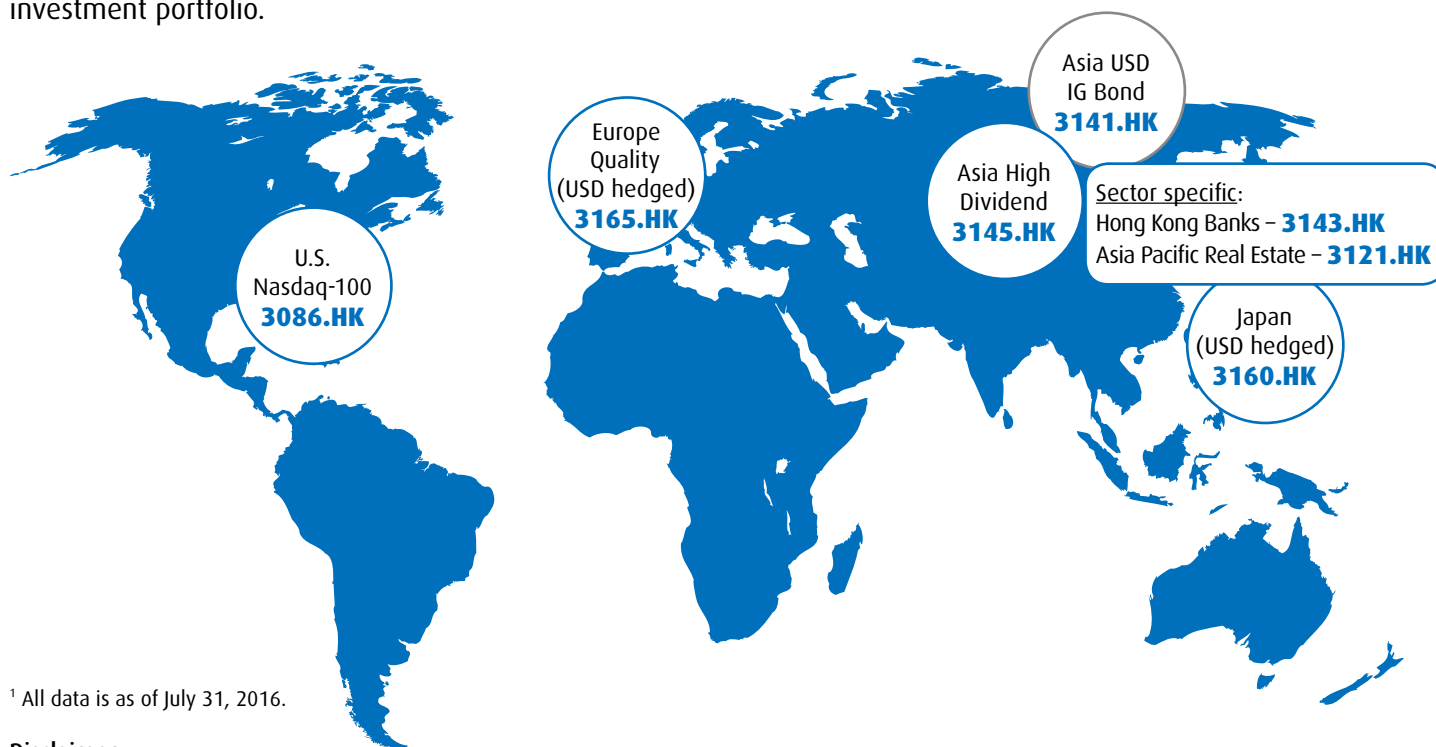 investment portfolio.
Asia USD
IG Bond
3141.HK
Europe
Quality
(USD hedged)
3165.HK
Asia High
Dividend
3145.HK
Sector specific:
Hong Kong Banks – 3143.HK
Asia Pacific Real Estate – 3121.HK
U.S.
Nasdaq-100
3086.HK
Japan
(USD hedged)
3160.HK
¹ All data is as of July 31, 2016.